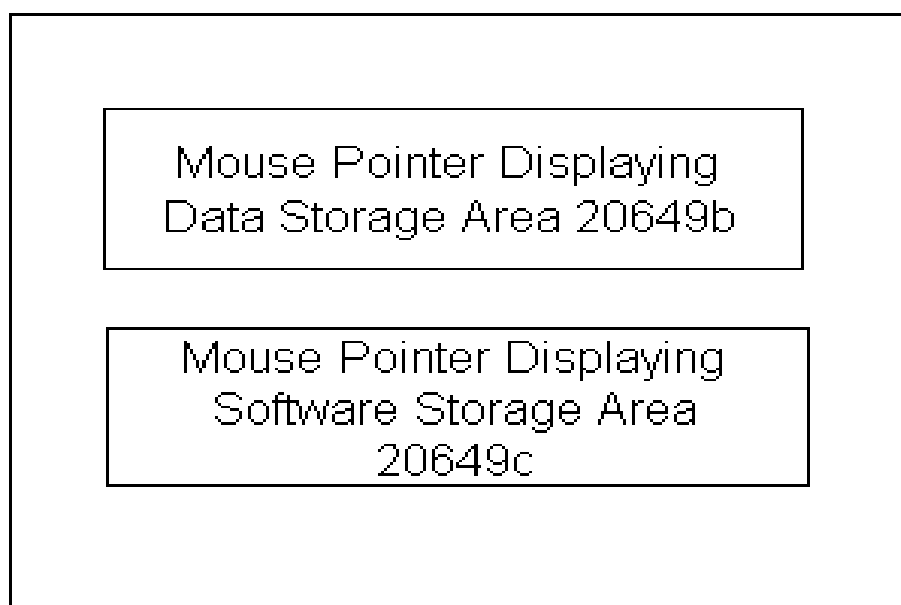 Mouse Pointer Displaying
Data Storage Area 20649b
Mouse Pointer Displaying
Software Storage Area
20649c